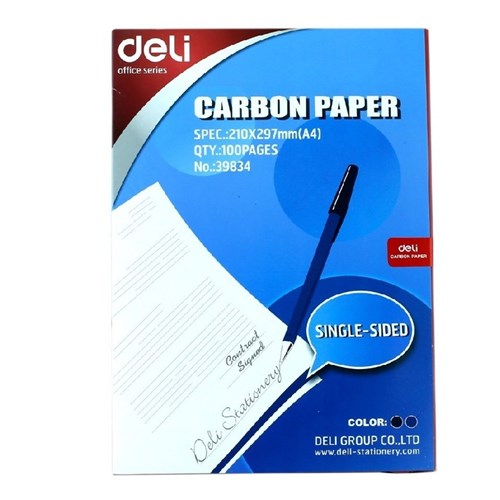 deli
office series
CARBON PAPER
SPEC.:210X297mm(A4)
QTY.:100PAGES
No.:39834
deli
CARBON PAPER
SINGLE-SIDED
Contract
Signed
Deli Stationery
COLOR:
DELI GROUP CO.,LTD
www.deli-stationery.com